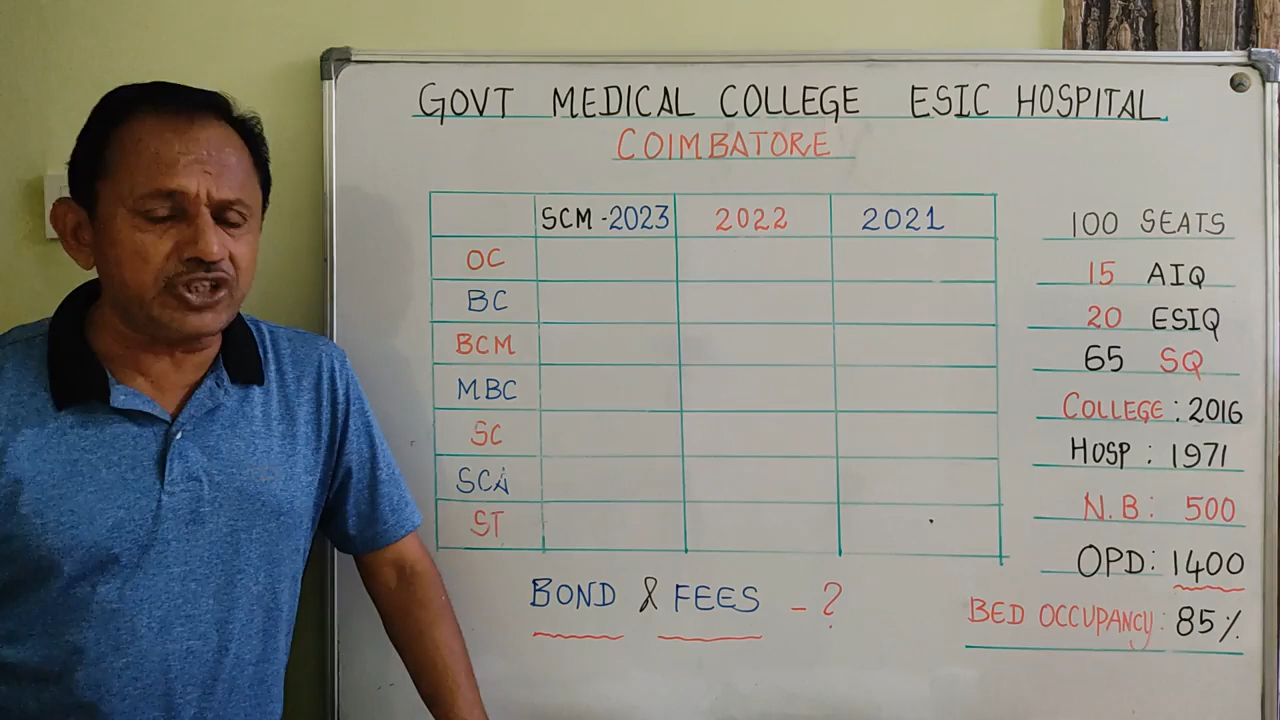 GOVT MEDICAL COLLEGE ESIC HOSPITAL
COIMBATORE
SCM-2023 2022 2021
OC
BC
BCM
MBC
SC
SCA
ST
BOND & FEES - ?
100 SEATS
15 AIQ
20 ESIQ
65 SQ
COLLEGE : 2016
HOSP : 1971
N.B: 500
OPD: 1400
BED OCCUPANCY: 85%